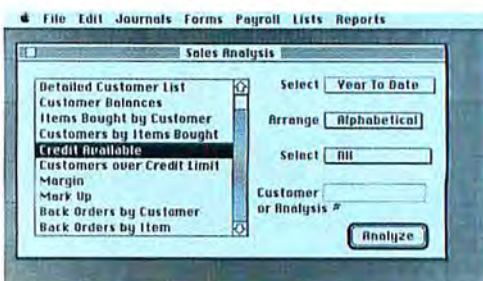 File Edit Journals Forms Payroll Lists Reports
Sales Analysis
Detailed Customer List
Customer Balances
Items Bought by Customer
Customers by Items Bought
Credit Available
Customers over Credit Limit
Margin
Mark Up
Back Orders by Customer
Back Orders by Item
Select Year To Date
Arrange Alphabetical
Select All
Customer
or Analysis #
Analyze